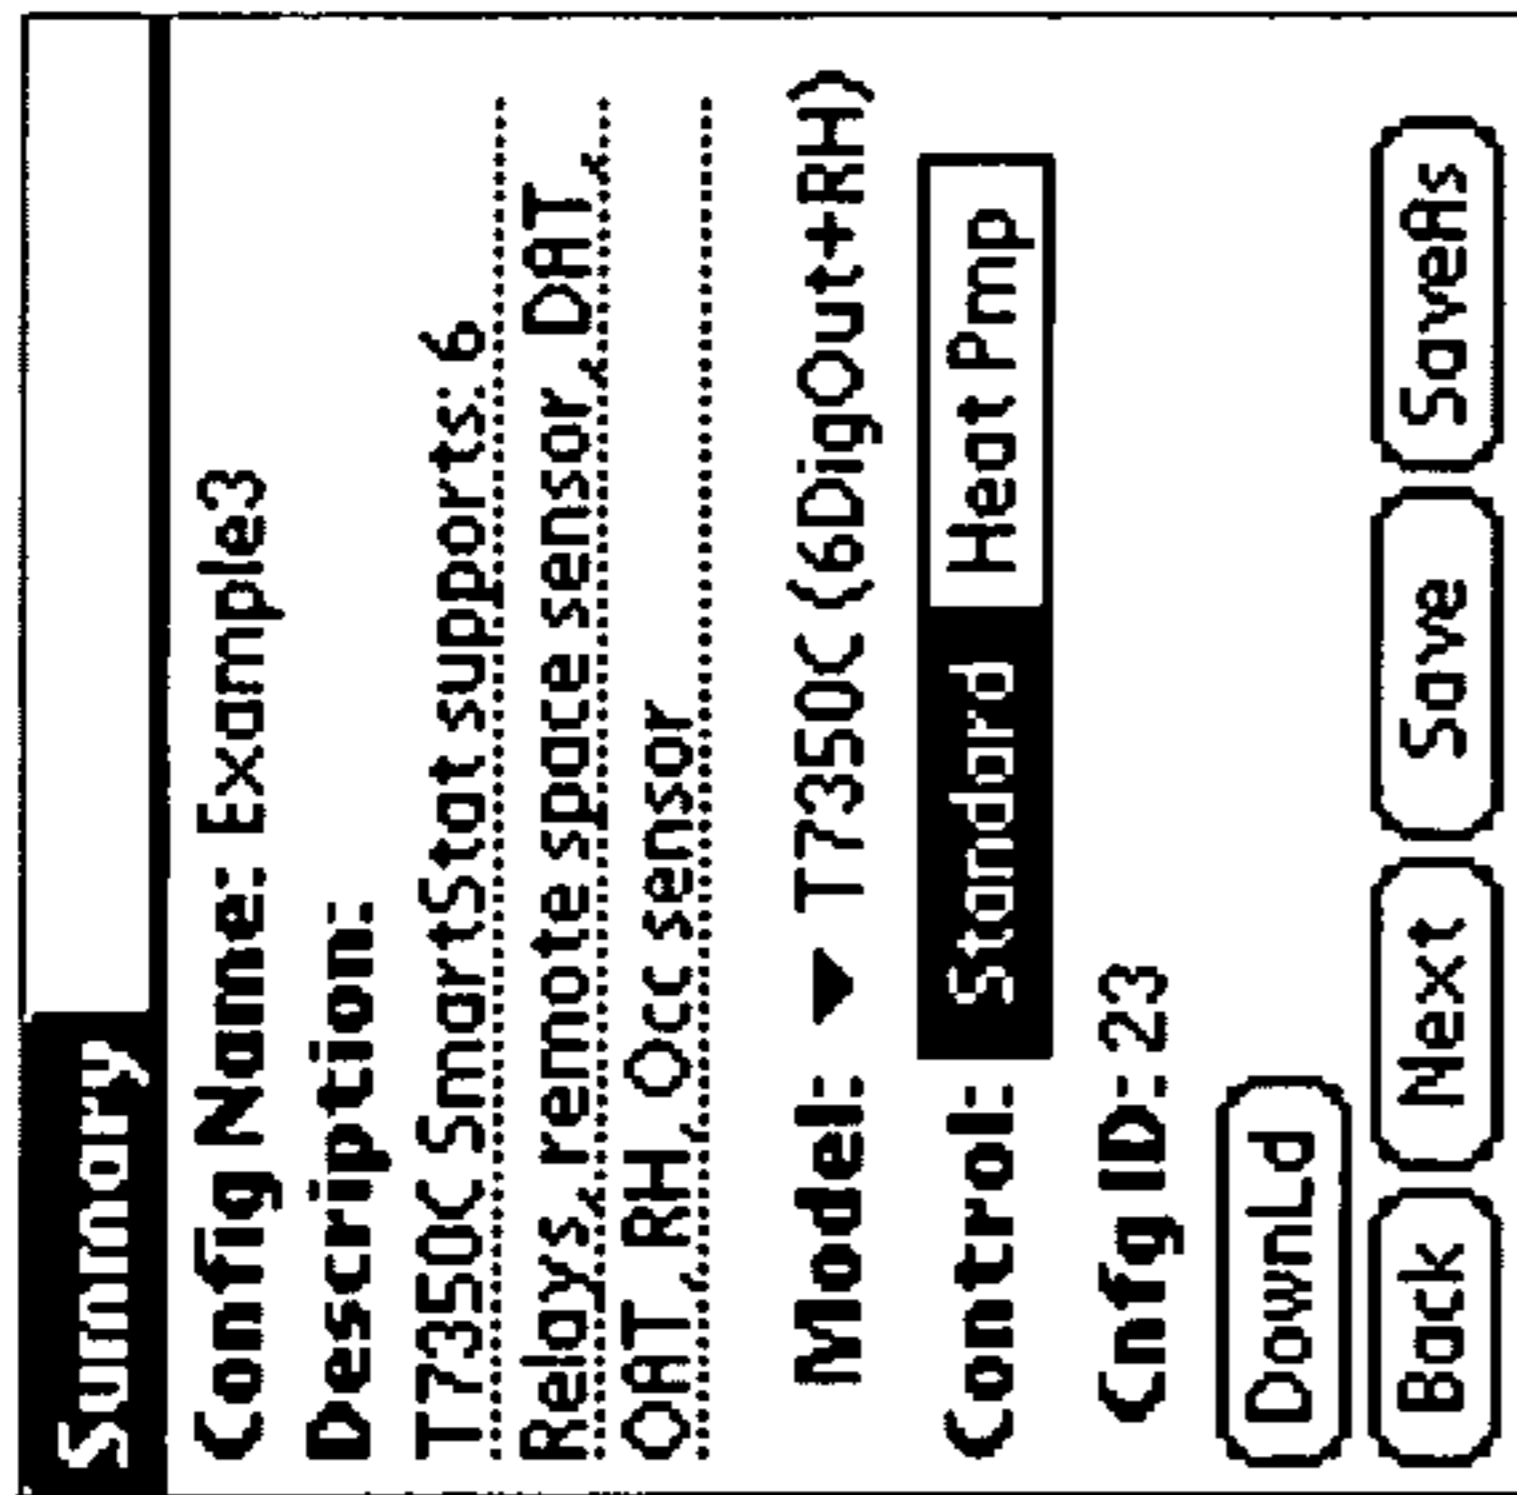 Summary
Config Name: Example3
Description:
T7350C SmartStat supports: 6
Relays, remote space sensor, DAT,
OAT, RH, Occ sensor
Model: T7350C (6DigOut+RH)
Control: Standard Heat Pmp
Cnfg ID: 23
DownLd
Back Next Save SaveAs